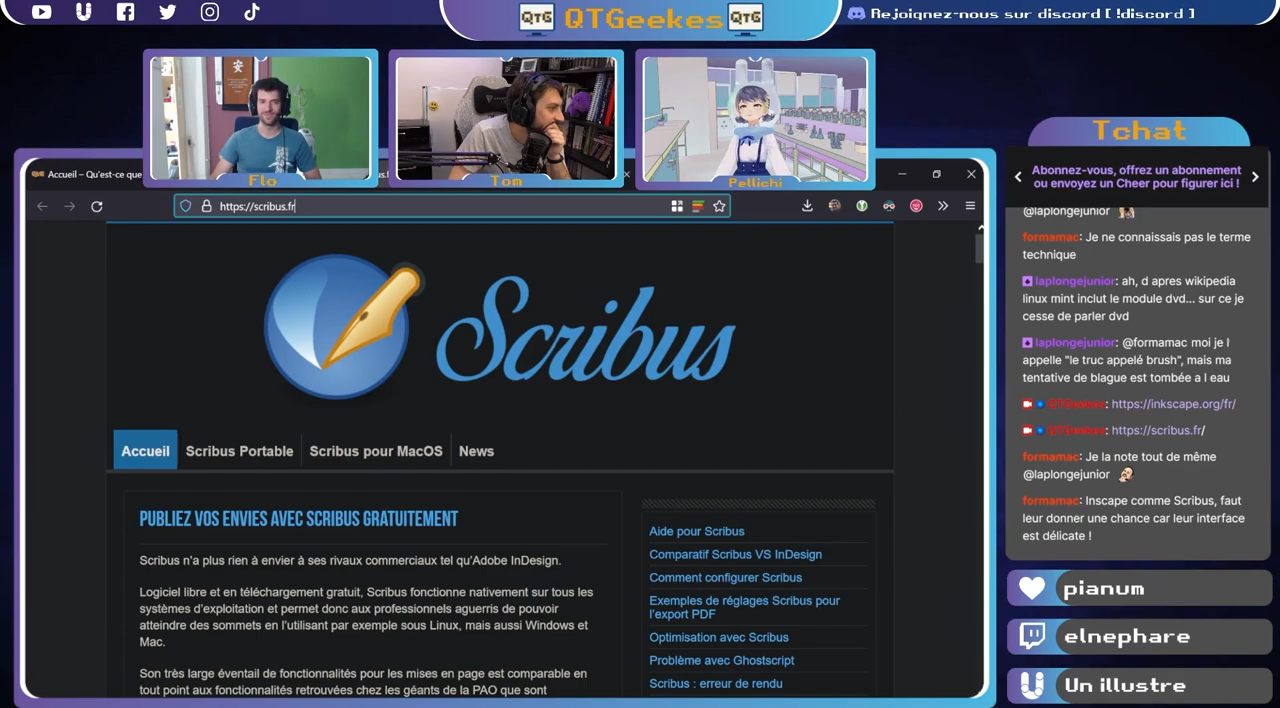 QTG
QTGeekes
QTG
Rejoignez-nous sur discord [ !discord ]
Flo
Tom
Pellichi
Accueil – Qu'est-ce que
https://scribus.fr
Scribus
Accueil
Scribus Portable
Scribus pour MacOS
News
PUBLIEZ VOS ENVIES AVEC SCRIBUS GRATUITEMENT
Scribus n'a plus rien à envier à ses rivaux commerciaux tel qu'Adobe InDesign.
Logiciel libre et en téléchargement gratuit, Scribus fonctionne nativement sur tous les
systèmes d'exploitation et permet donc aux professionnels aguerris de pouvoir
atteindre des sommets en l'utilisant par exemple sous Linux, mais aussi Windows et
Mac.
Son très large éventail de fonctionnalités pour les mises en page est comparable en
tout point aux fonctionnalités retrouvées chez les géants de la PAO que sont
Aide pour Scribus
Comparatif Scribus VS InDesign
Comment configurer Scribus
Exemples de réglages Scribus pour
l'export PDF
Optimisation avec Scribus
Problème avec Ghostscript
Scribus : erreur de rendu
Tchat
Abonnez-vous, offrez un abonnement
ou envoyez un Cheer pour figurer ici !
@laplongejunior
formamac: Je ne connaissais pas le terme
technique
laplongejunior: ah, d apres wikipedia
linux mint inclut le module dvd... sur ce je
cesse de parler dvd
laplongejunior: @formamac moi je l
appelle "le truc appelé brush", mais ma
tentative de blague est tombée a l eau
QTGeekes: https://inkscape.org/fr/
QTGeekes: https://scribus.fr/
formamac: Je la note tout de même
@laplongejunior
formamac: Inscape comme Scribus, faut
leur donner une chance car leur interface
est délicate !
pianum
elnephare
Un illustre